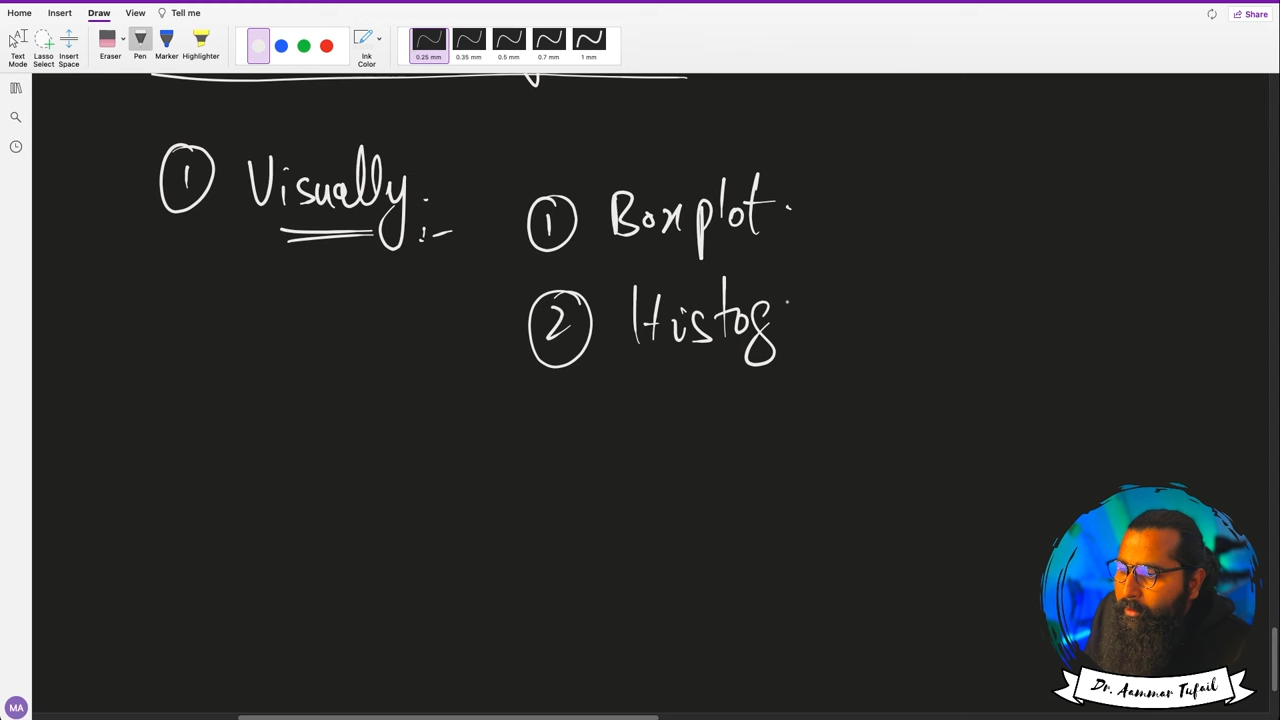 Home Insert Draw View Tell me
Share
Text Mode
Lasso Select
Insert Space
Eraser
Pen
Marker
Highlighter
Ink Color
0.25 mm
0.35 mm
0.5 mm
0.7 mm
1 mm
① Visually. :-
① Boxplot.
② Histog
MA
Dr. Aammar Tufail